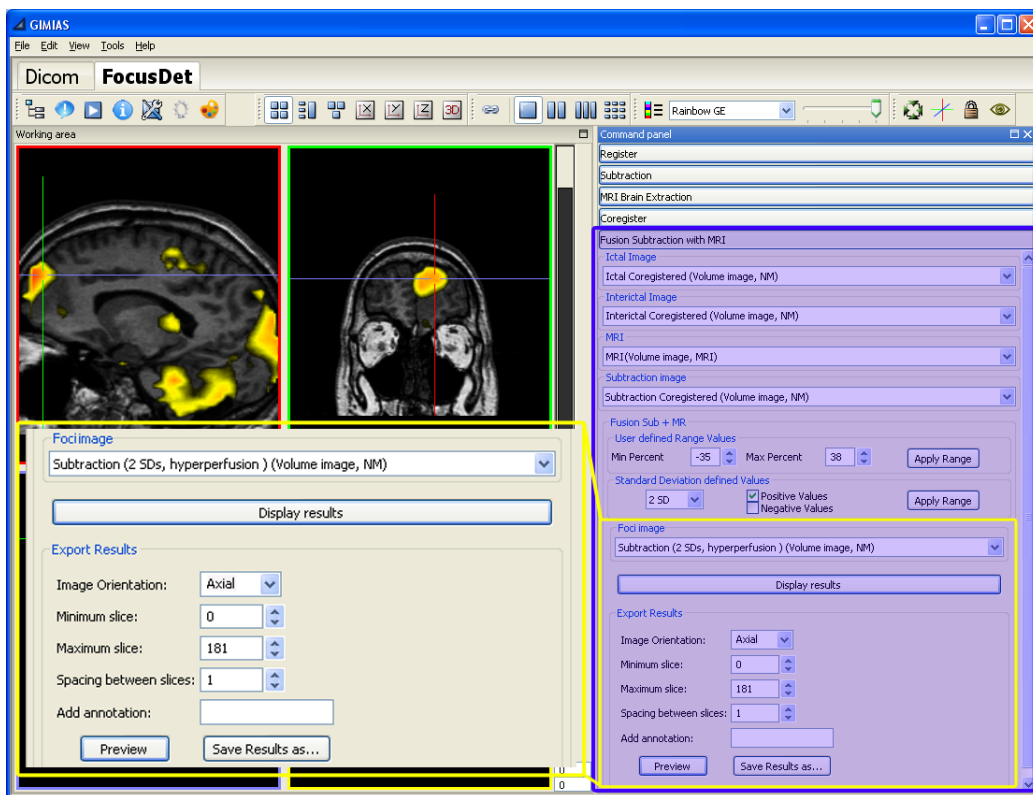 GIMIAS
File Edit View Tools Help
Dicom FocusDet
X Y Z 3D Rainbow GE
Working area
Command panel
Register
Subtraction
MRI Brain Extraction
Coregister
Fusion Subtraction with MRI
Ictal Image
Ictal Coregistered (Volume image, NM)
Interictal Image
Interictal Coregistered (Volume image, NM)
MRI
MRI(Volume image, MRI)
Subtraction image
Subtraction Coregistered (Volume image, NM)
Fusion Sub + MR
User defined Range Values
Min Percent -35 Max Percent 38 Apply Range
Standard Deviation defined Values
2 SD Positive Values Apply Range
Negative Values
Foci image
Subtraction (2 SDs, hyperperfusion ) (Volume image, NM)
Display results
Export Results
Image Orientation: Axial
Minimum slice: 0
Maximum slice: 181
Spacing between slices: 1
Add annotation:
Preview Save Results as...
Foci image
Subtraction (2 SDs, hyperperfusion ) (Volume image, NM)
Display results
Export Results
Image Orientation: Axial
Minimum slice: 0
Maximum slice: 181
Spacing between slices: 1
Add annotation:
Preview Save Results as...
0
0